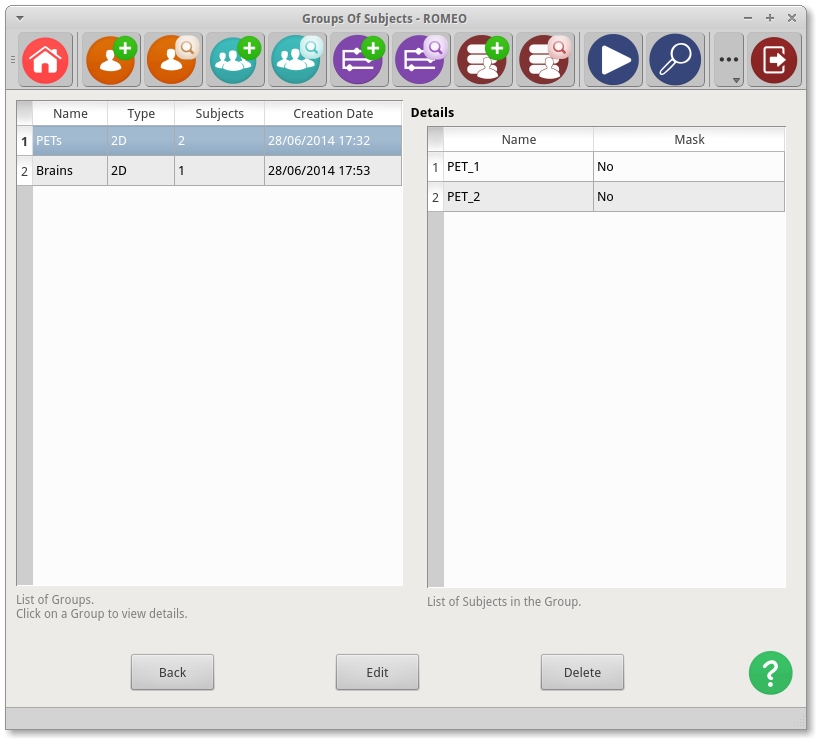 Groups Of Subjects - ROMEO
Name Type Subjects Creation Date
1 PETs 2D 2 28/06/2014 17:32
2 Brains 2D 1 28/06/2014 17:53
List of Groups.
Click on a Group to view details.
Details
Name Mask
1 PET_1 No
2 PET_2 No
List of Subjects in the Group.
Back Edit Delete
?